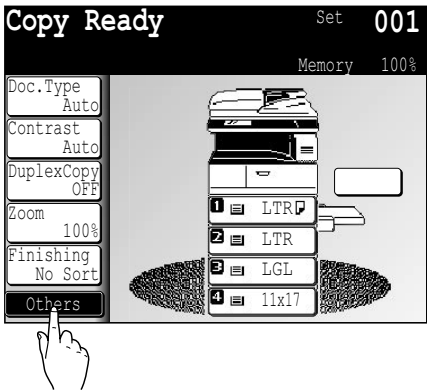 Copy Ready
Set 001
Memory 100%
Doc.Type
Auto
Contrast
Auto
DuplexCopy
OFF
Zoom
100%
Finishing
No Sort
Others
1 LTR
2 LTR
3 LGL
4 11x17